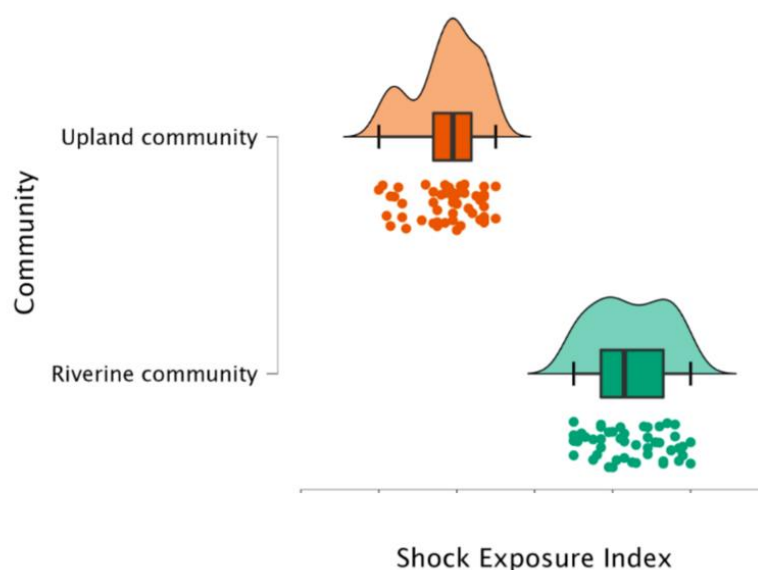 Upland community
Community
Riverine community
Shock Exposure Index